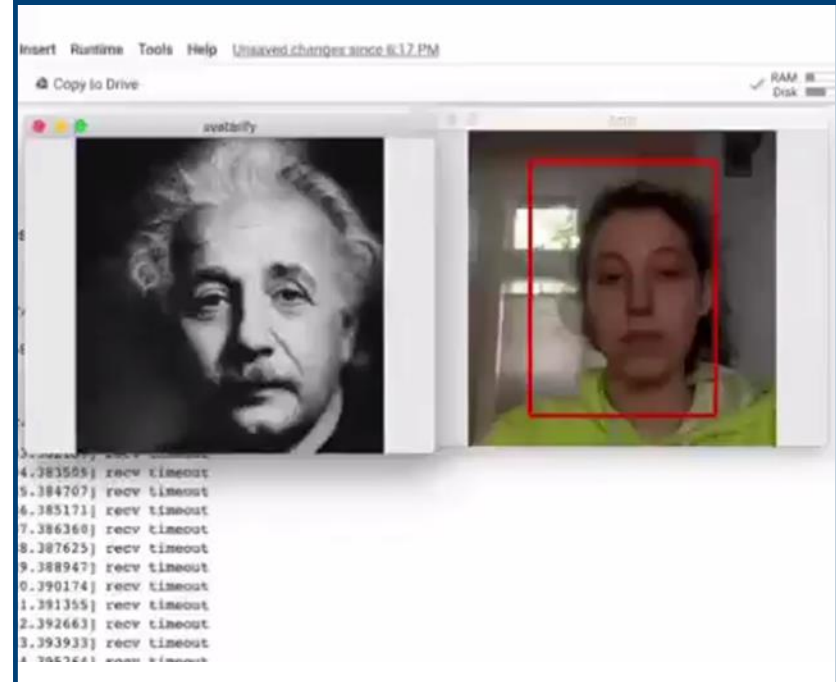 Insert Runtime Tools Help Unsaved changes since 6:17 PM
Copy to Drive
RAM
Disk
avatarify
4.383505] recv timeout
5.384707] recv timeout
6.385171] recv timeout
7.386360] recv timeout
8.387625] recv timeout
9.388947] recv timeout
0.390174] recv timeout
1.391355] recv timeout
2.392663] recv timeout
3.393933] recv timeout